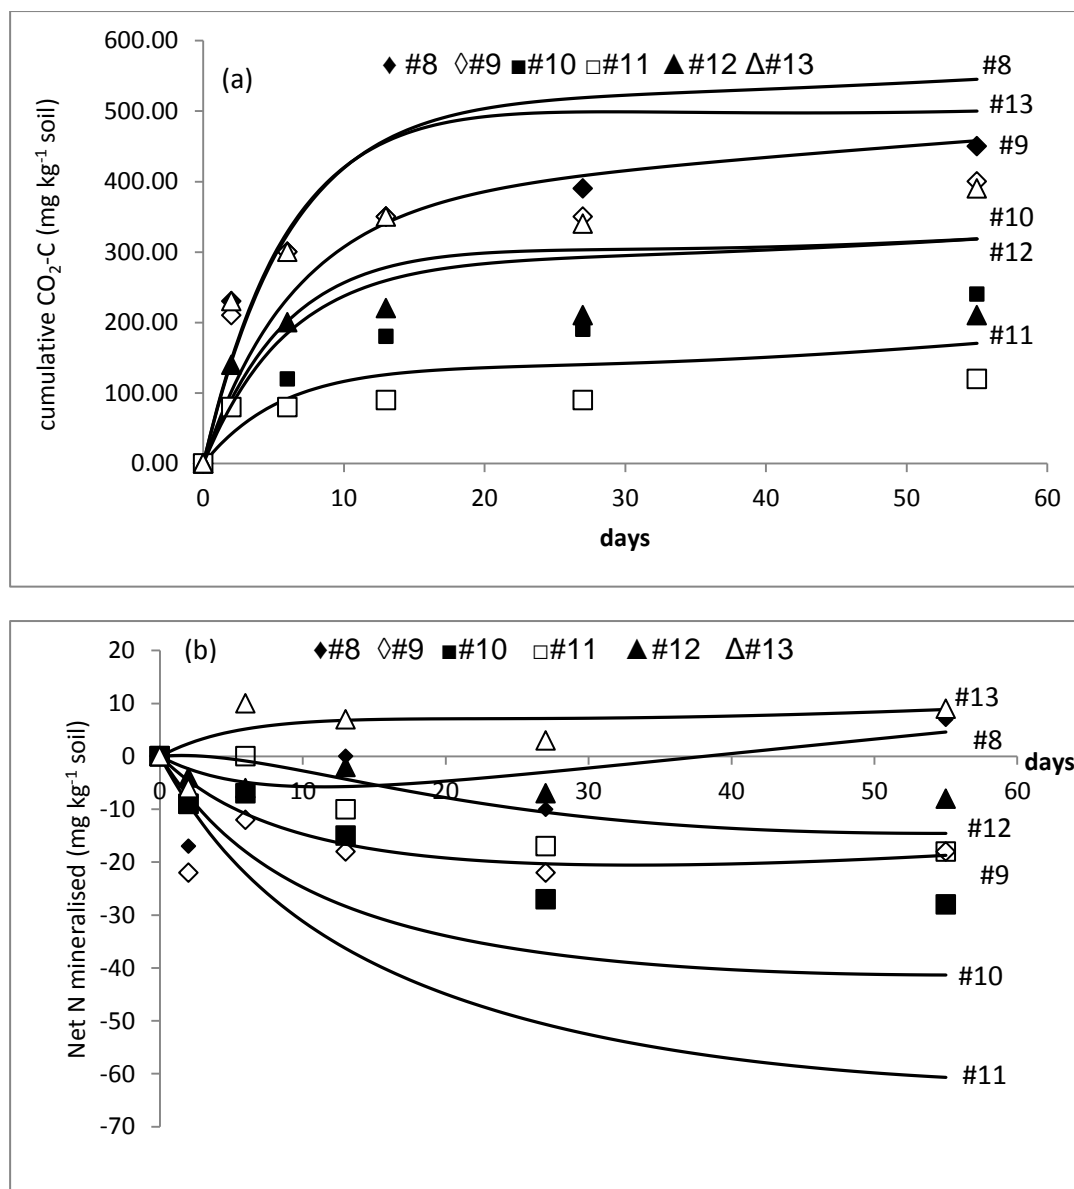 600.00
500.00
400.00
300.00
200.00
100.00
0.00
cumulative CO₂-C (mg kg⁻¹ soil)
(a)
◆ #8 ◇#9 ■#10 □#11 ▲#12 Δ#13
#8
#13
#9
#10
#12
#11
0 10 20 30 40 50 60
days
20
10
0
-10
-20
-30
-40
-50
-60
-70
Net N mineralised (mg kg⁻¹ soil)
(b)
◆#8 ◇#9 ■#10 □#11 ▲#12 Δ#13
#13
#8
days
0 10 20 30 40 50 60
#12
#9
#10
#11